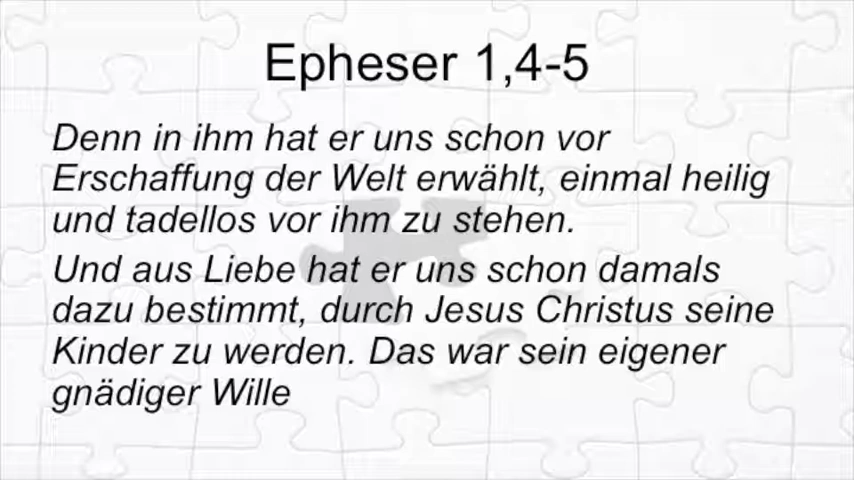 Epheser 1,4-5
Denn in ihm hat er uns schon vor
Erschaffung der Welt erwählt, einmal heilig
und tadellos vor ihm zu stehen.
Und aus Liebe hat er uns schon damals
dazu bestimmt, durch Jesus Christus seine
Kinder zu werden. Das war sein eigener
gnädiger Wille